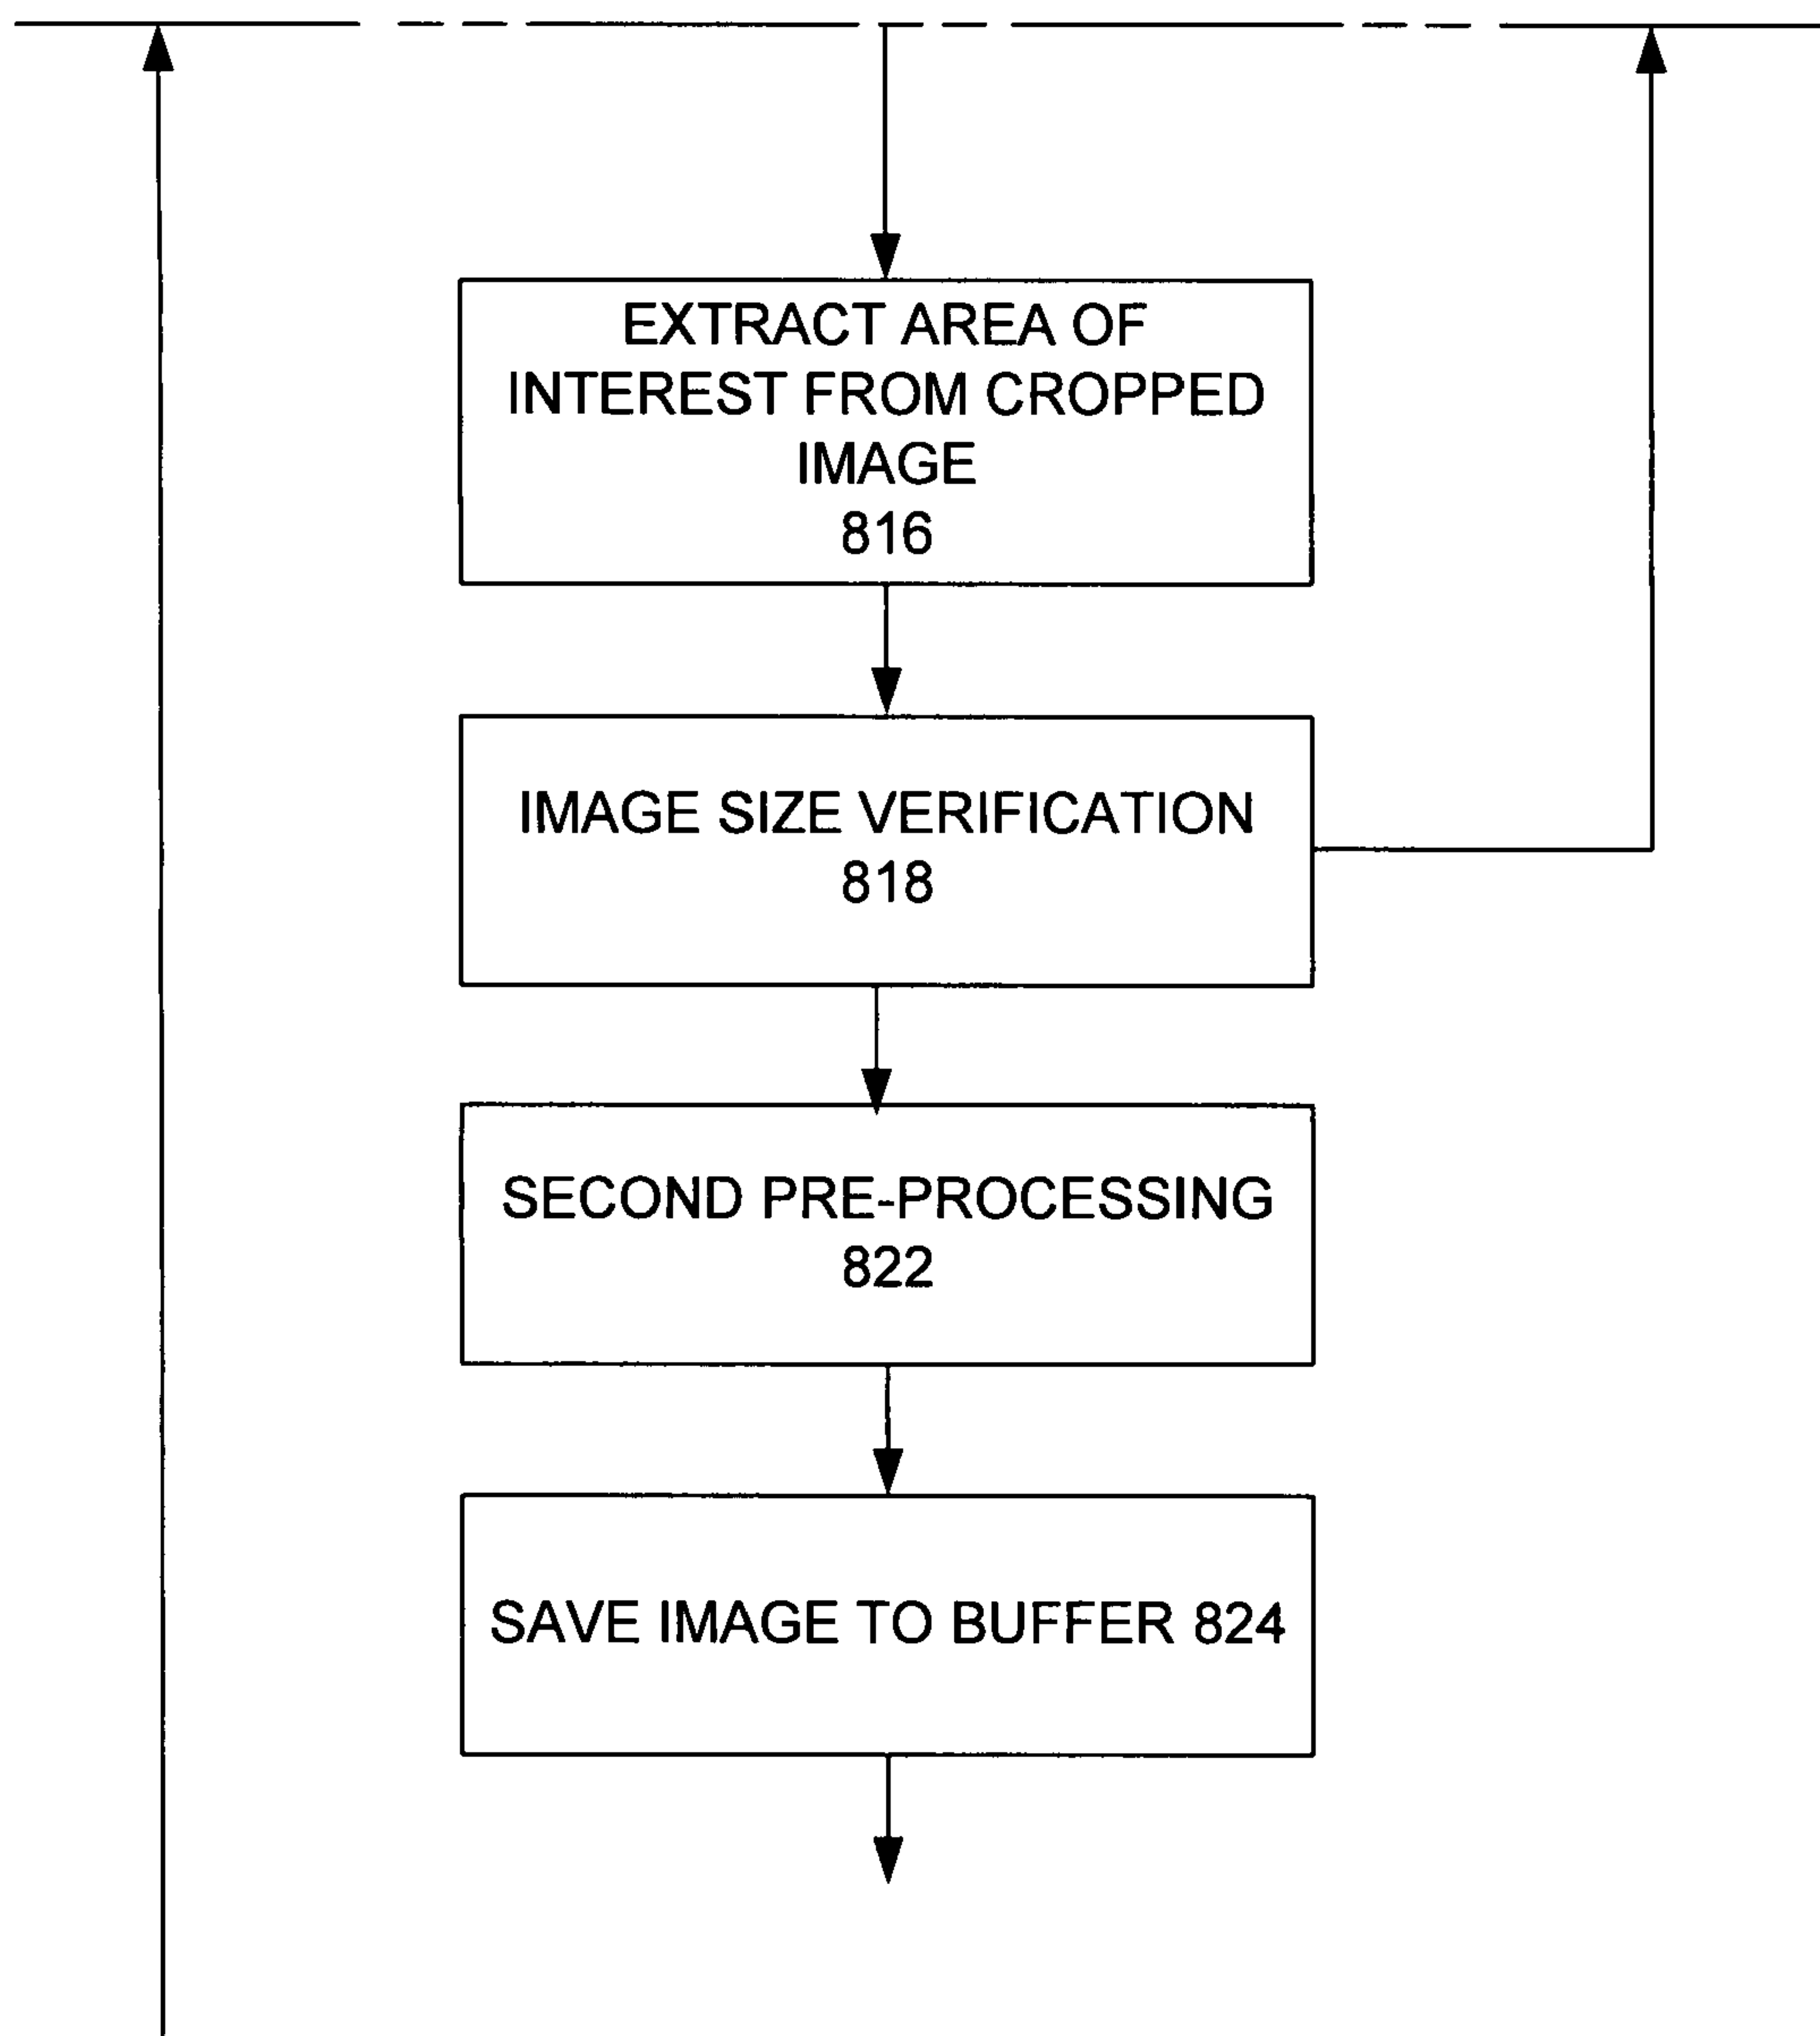 EXTRACT AREA OF
INTEREST FROM CROPPED
IMAGE
816
IMAGE SIZE VERIFICATION
818
SECOND PRE-PROCESSING
822
SAVE IMAGE TO BUFFER 824